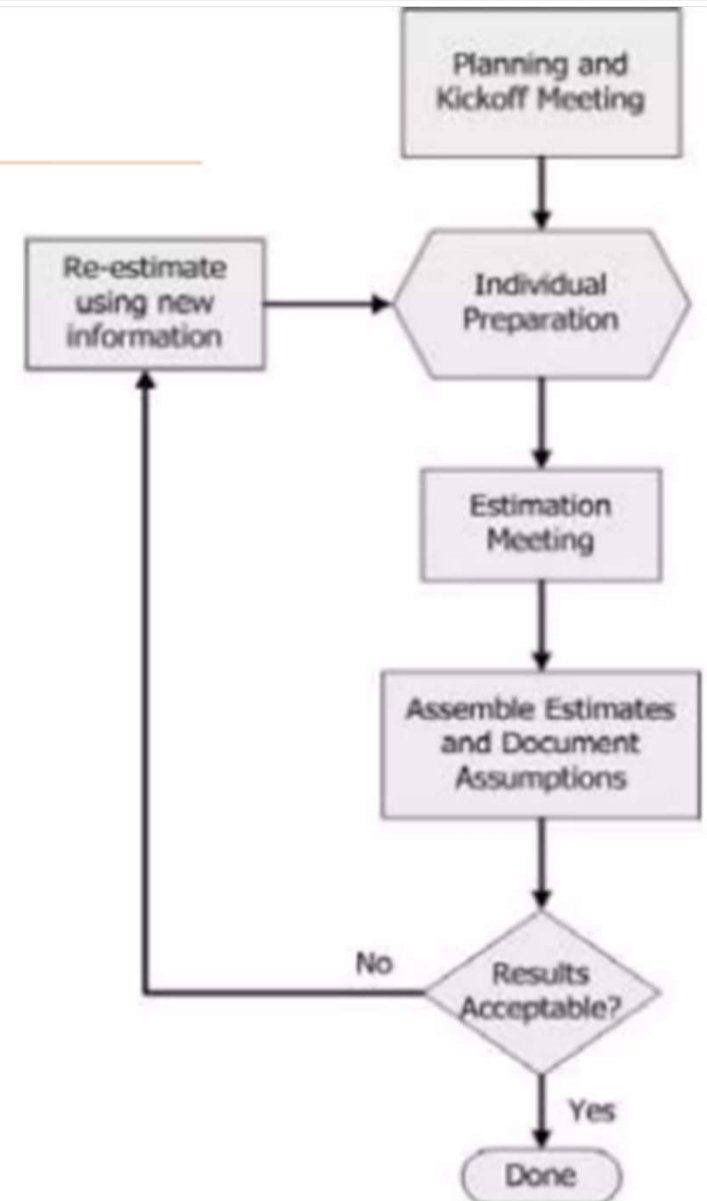 Planning and
Kickoff Meeting
Re-estimate
using new
information
Individual
Preparation
Estimation
Meeting
Assemble Estimates
and Document
Assumptions
No
Results
Acceptable?
Yes
Done